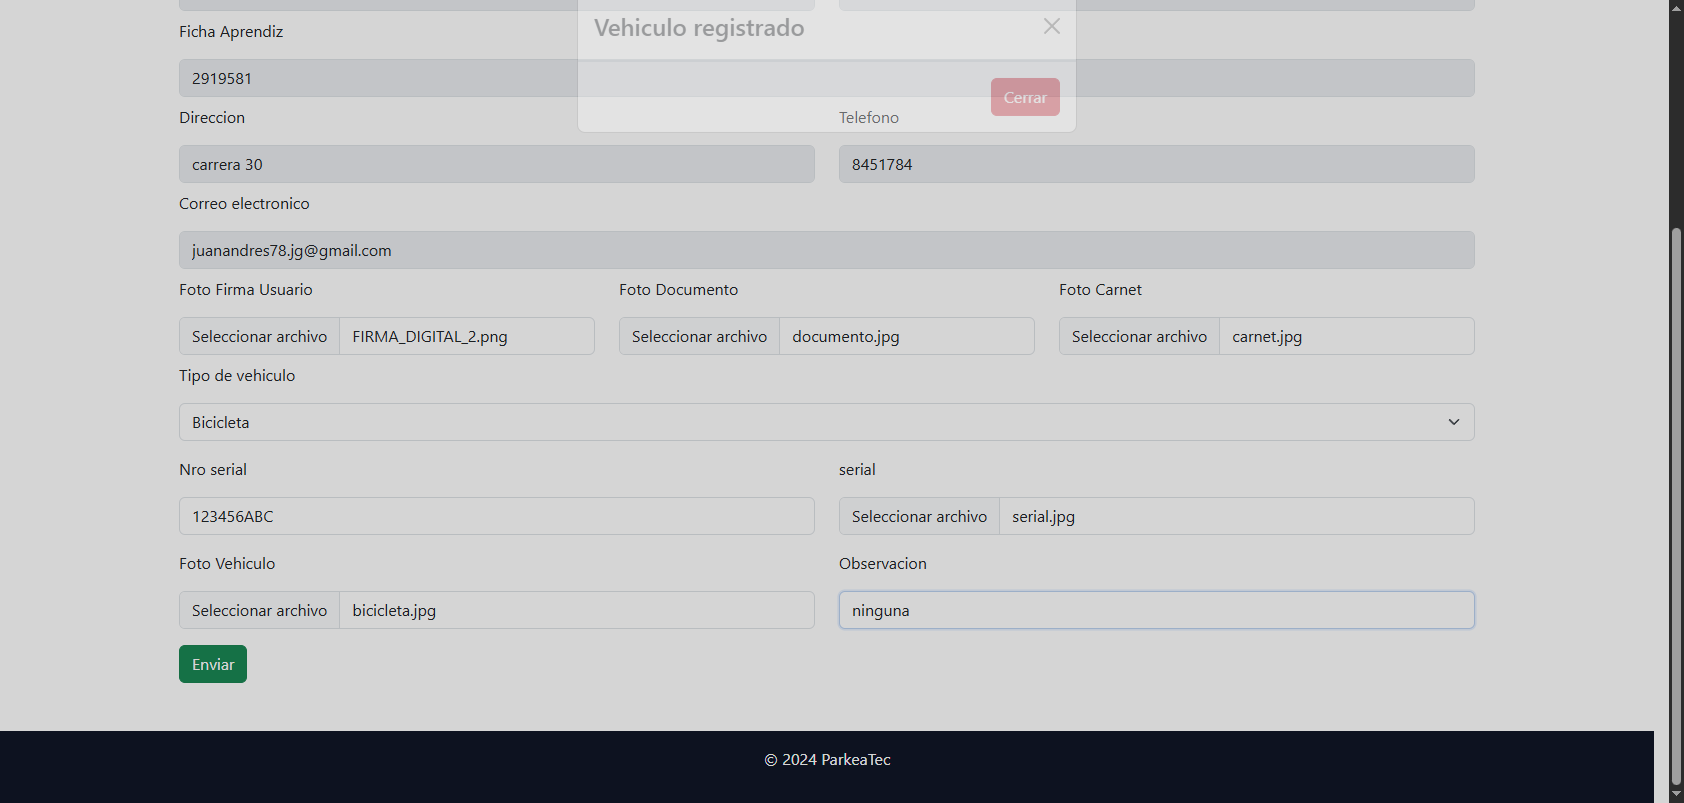 Vehiculo registrado
Ficha Aprendiz
2919581
Cerrar
Direccion
Telefono
carrera 30
8451784
Correo electronico
juanandres78.jg@gmail.com
Foto Firma Usuario
Foto Documento
Foto Carnet
Seleccionar archivo FIRMA_DIGITAL_2.png
Seleccionar archivo documento.jpg
Seleccionar archivo carnet.jpg
Tipo de vehiculo
Bicicleta
Nro serial
serial
123456ABC
Seleccionar archivo serial.jpg
Foto Vehiculo
Observacion
Seleccionar archivo bicicleta.jpg
ninguna
Enviar
© 2024 ParkeaTec